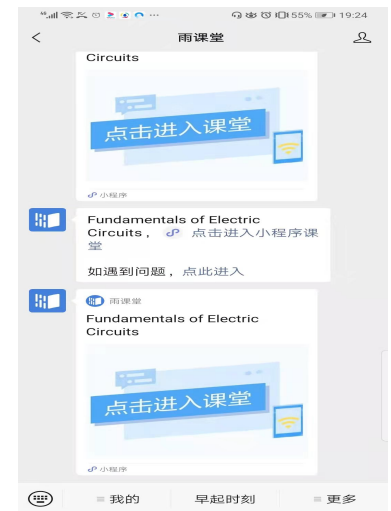 46 55% 19:24
雨课堂
Circuits
点击进入课堂
小程序
Fundamentals of Electric
Circuits， 点击进入小程序课
堂
如遇到问题，点此进入
雨课堂
Fundamentals of Electric
Circuits
点击进入课堂
小程序
我的 早起时刻 更多